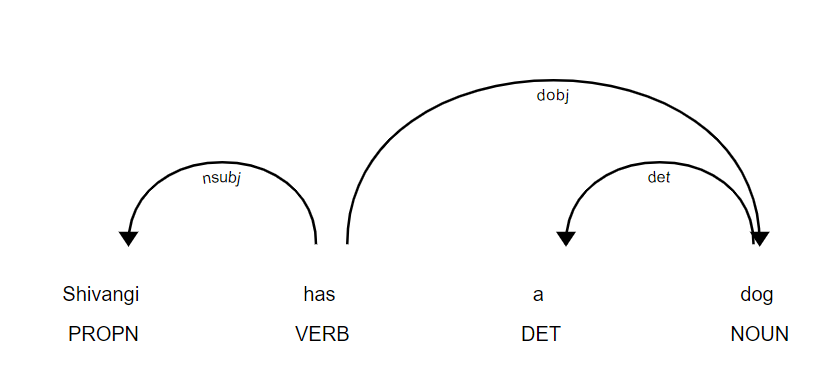 dobj
nsubj det
Shivangi has a dog
PROPN VERB DET NOUN